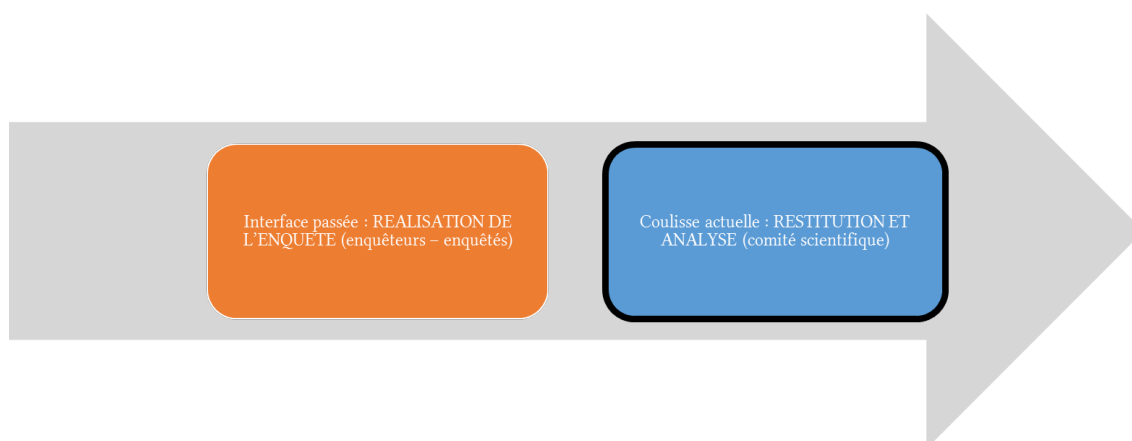 Interface passée : REALISATION DE
L'ENQUETE (enquêteurs – enquêtés)
Coulisse actuelle : RESTITUTION ET
ANALYSE (comité scientifique)